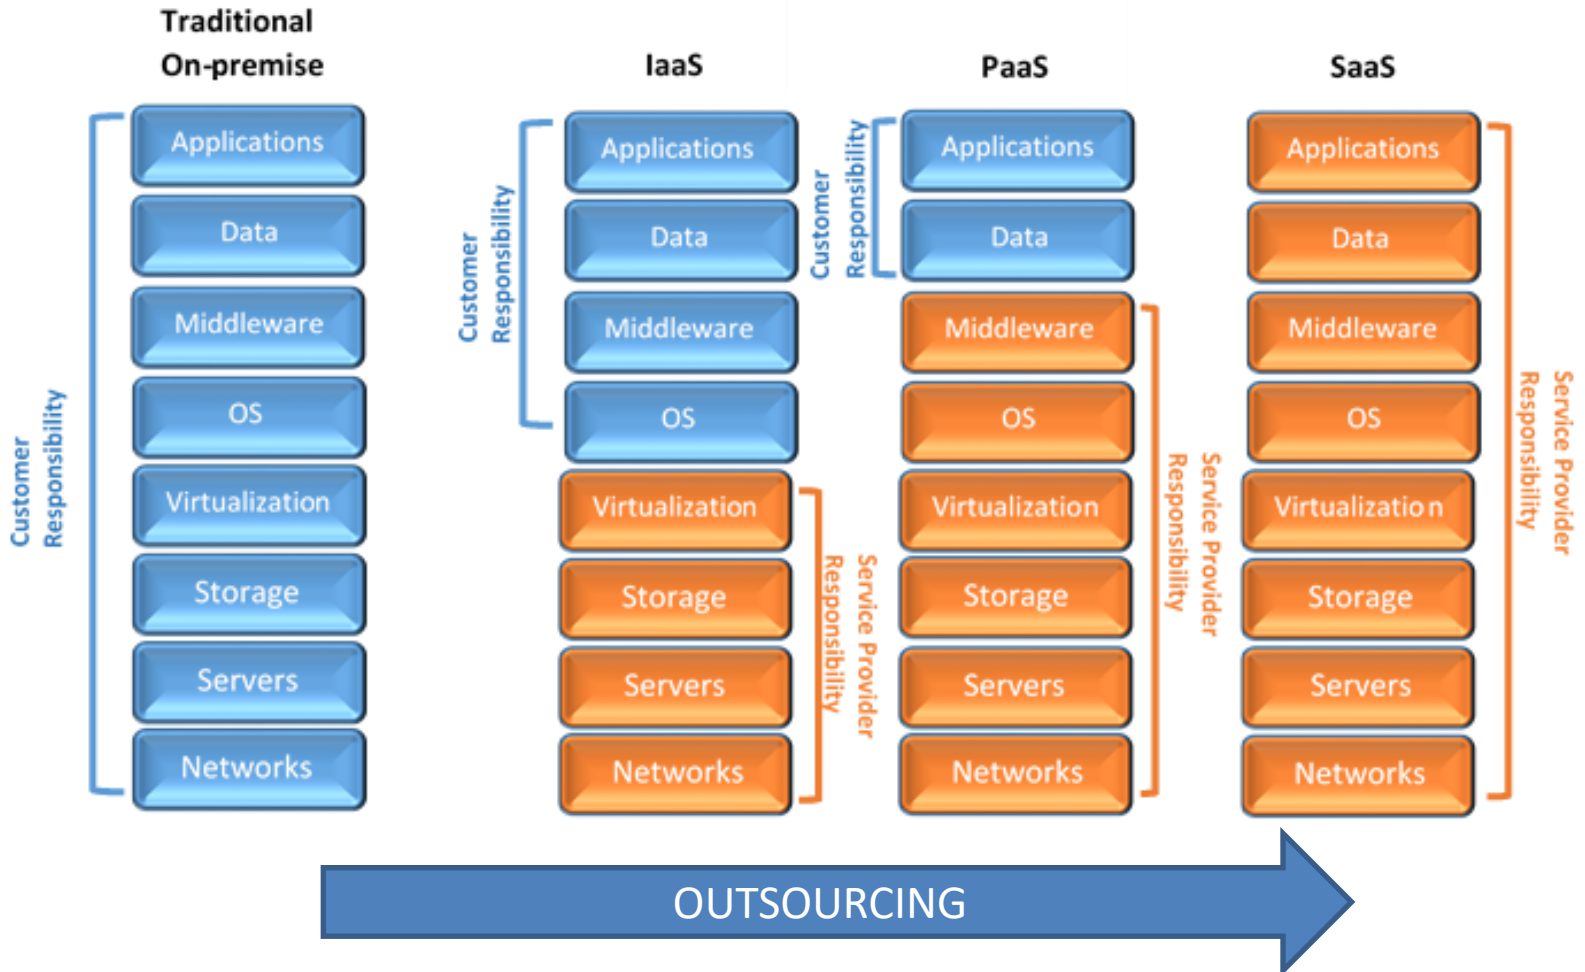 Traditional
On-premise
Customer
Responsibility
Applications
Data
Middleware
OS
Virtualization
Storage
Servers
Networks
IaaS
Customer
Responsibility
Applications
Data
Middleware
OS
Virtualization
Storage
Servers
Networks
Service Provider
Responsibility
PaaS
Customer
Responsibility
Applications
Data
Middleware
OS
Virtualization
Storage
Servers
Networks
Service Provider
Responsibility
SaaS
Applications
Data
Middleware
OS
Virtualization
Storage
Servers
Networks
Service Provider
Responsibility
OUTSOURCING